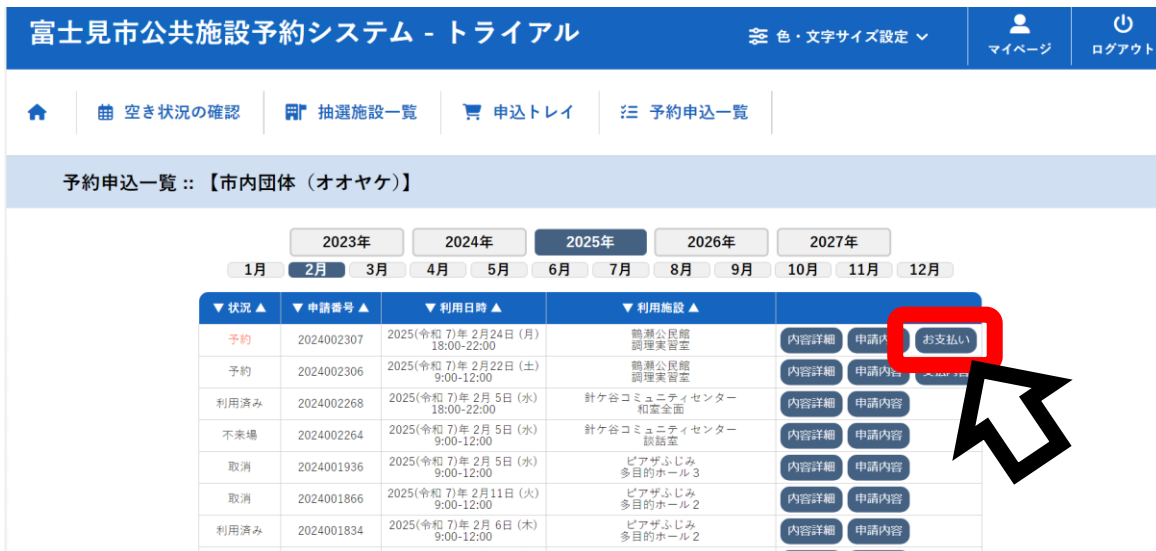 富士見市公共施設予約システム - トライアル
色・文字サイズ設定
マイページ
ログアウト
空き状況の確認
抽選施設一覧
申込トレイ
予約申込一覧
予約申込一覧 :: 【市内団体（オオヤケ）】
2023年 2024年 2025年 2026年 2027年
1月 2月 3月 4月 5月 6月 7月 8月 9月 10月 11月 12月
▼ 状況 ▲ ▼ 申請番号 ▲ ▼ 利用日時 ▲ ▼ 利用施設 ▲
予約 2024002307 2025(令和 7)年 2月24日 (月) 18:00-22:00 鶴瀬公民館 調理実習室 内容詳細 申請内 お支払い
予約 2024002306 2025(令和 7)年 2月22日 (土) 9:00-12:00 鶴瀬公民館 調理実習室 内容詳細 申請内容
利用済み 2024002268 2025(令和 7)年 2月 5日 (水) 18:00-22:00 針ケ谷コミュニティセンター 和室全面 内容詳細 申請内容
不来場 2024002264 2025(令和 7)年 2月 5日 (水) 9:00-12:00 針ケ谷コミュニティセンター 談話室 内容詳細 申請内容
取消 2024001936 2025(令和 7)年 2月 5日 (水) 9:00-12:00 ピアザふじみ 多目的ホール３ 内容詳細 申請内容
取消 2024001866 2025(令和 7)年 2月11日 (火) 9:00-12:00 ピアザふじみ 多目的ホール２ 内容詳細 申請内容
利用済み 2024001834 2025(令和 7)年 2月 6日 (木) 9:00-12:00 ピアザふじみ 多目的ホール２ 内容詳細 申請内容